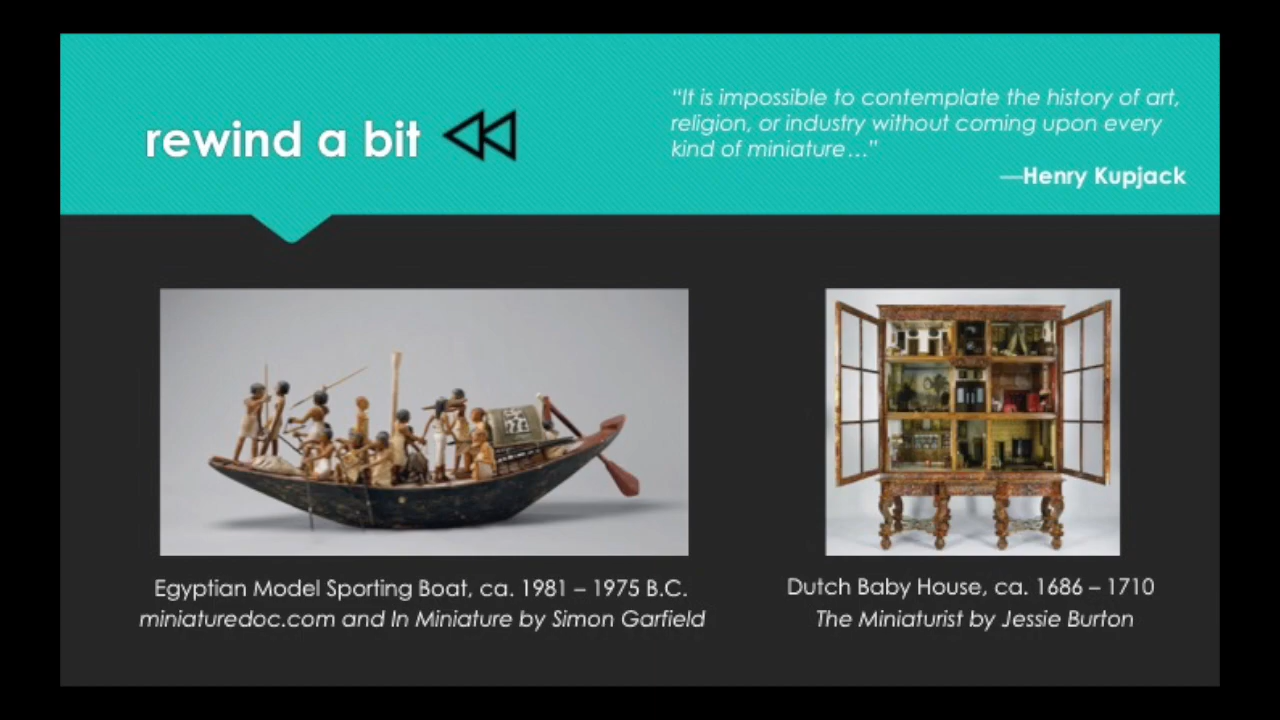 rewind a bit
“It is impossible to contemplate the history of art,
religion, or industry without coming upon every
kind of miniature…”
—Henry Kupjack
Egyptian Model Sporting Boat, ca. 1981 – 1975 B.C.
miniaturedoc.com and In Miniature by Simon Garfield
Dutch Baby House, ca. 1686 – 1710
The Miniaturist by Jessie Burton